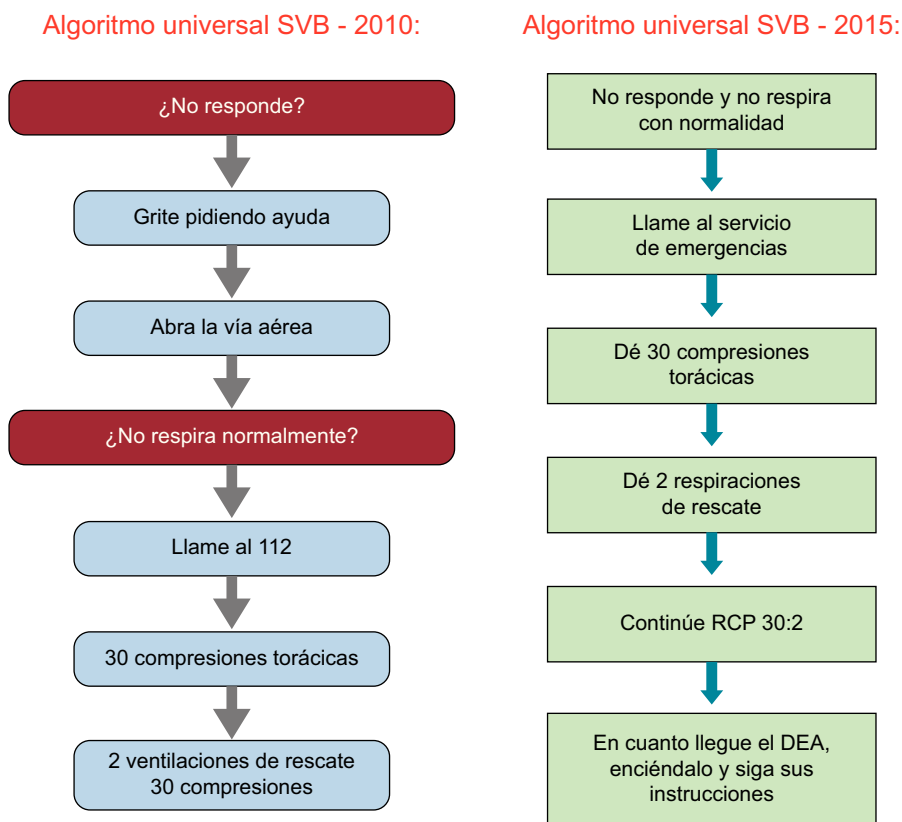 Algoritmo universal SVB - 2010:
¿No responde?
Grite pidiendo ayuda
Abra la vía aérea
¿No respira normalmente?
Llame al 112
30 compresiones torácicas
2 ventilaciones de rescate
30 compresiones
Algoritmo universal SVB - 2015:
No responde y no respira
con normalidad
Llame al servicio
de emergencias
Dé 30 compresiones
torácicas
Dé 2 respiraciones
de rescate
Continúe RCP 30:2
En cuanto llegue el DEA,
enciéndalo y siga sus
instrucciones